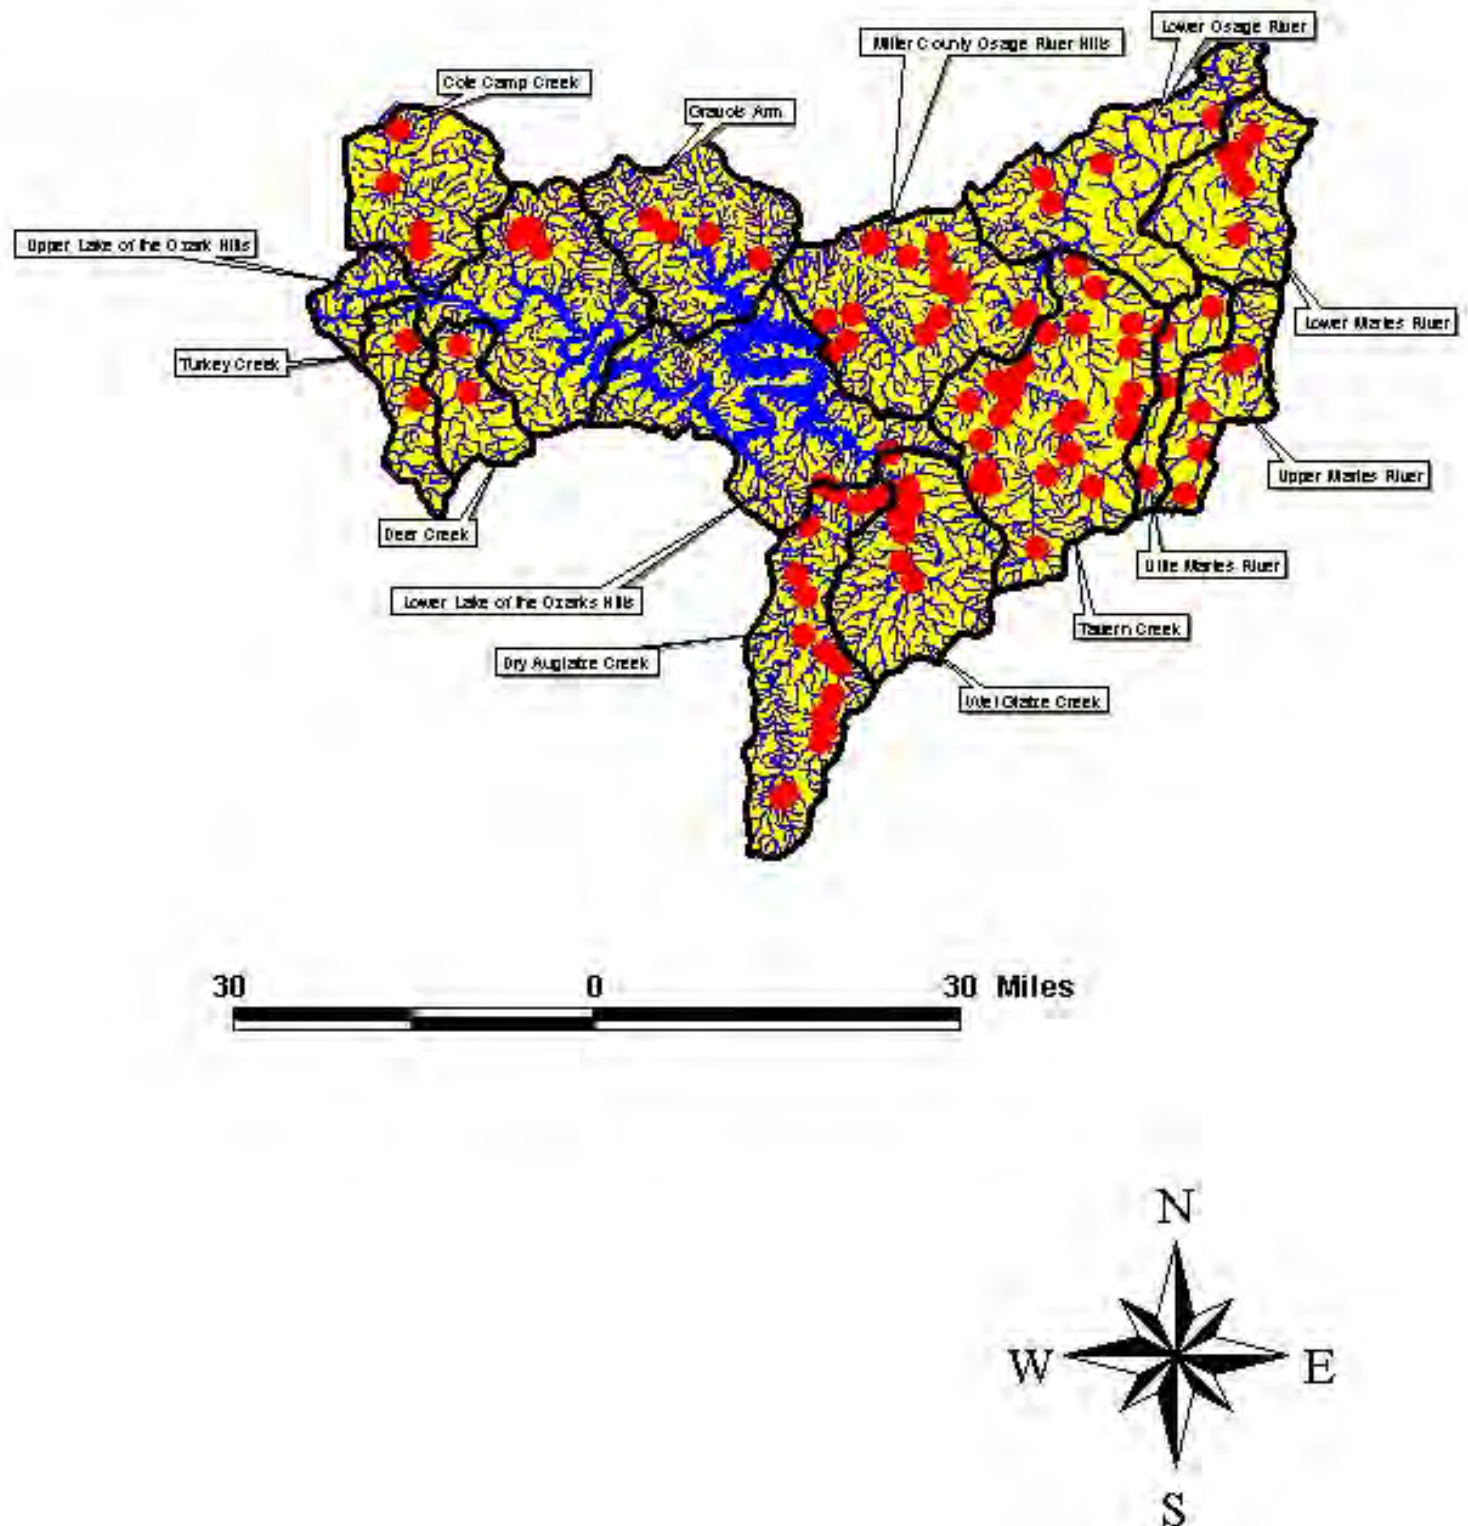 Lower Osage River
Miller County Osage River Hills
Cole Camp Creek
Gravois Arm
Upper Lake of the Ozark Hills
Lower Maries River
Turkey Creek
Upper Maries River
Deer Creek
Little Maries River
Lower Lake of the Ozarks Hills
Tavern Creek
Dry Auglaize Creek
Wet Glaize Creek
30 0 30 Miles
N
W E
S